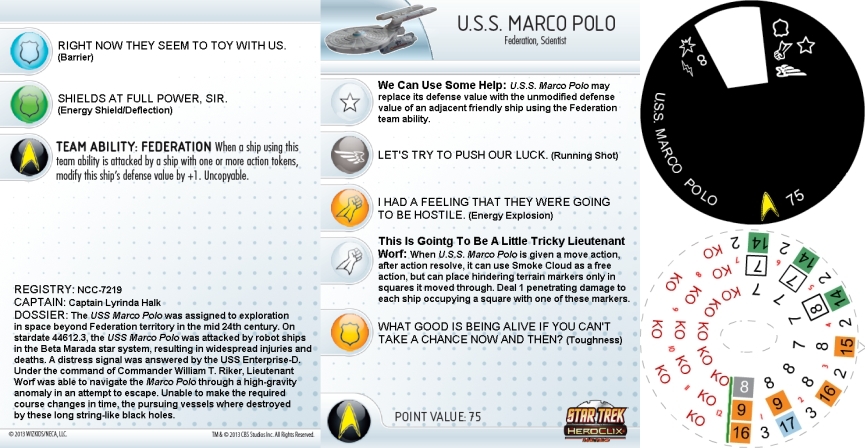 RIGHT NOW THEY SEEM TO TOY WITH US.
(Barrier)
SHIELDS AT FULL POWER, SIR.
(Energy Shield/Deflection)
TEAM ABILITY: FEDERATION When a ship using this
team ability is attacked by a ship with one or more action tokens,
modify this ship's defense value by +1. Uncopyable.
REGISTRY: NCC-7219
CAPTAIN: Captain Lyrinda Halk
DOSSIER: The USS Marco Polo was assigned to exploration
in space beyond Federation territory in the mid 24th century. On
stardate 44612.3, the USS Marco Polo was attacked by robot ships
in the Beta Marada star system, resulting in widespread injuries and
deaths. A distress signal was answered by the USS Enterprise-D.
Under the command of Commander William T. Riker, Lieutenant
Worf was able to navigate the Marco Polo through a high-gravity
anomaly in an attempt to escape. Unable to make the required
course changes in time, the pursuing vessels where destroyed
by these long string-like black holes.
© 2013 WIZKIDS/NECA, LLC.
TM & © 2013 CBS Studios Inc. All Rights Reserved.
U.S.S. MARCO POLO
Federation, Scientist
We Can Use Some Help: U.S.S. Marco Polo may
replace its defense value with the unmodified defense
value of an adjacent friendly ship using the Federation
team ability.
LET'S TRY TO PUSH OUR LUCK. (Running Shot)
I HAD A FEELING THAT THEY WERE GOING
TO BE HOSTILE. (Energy Explosion)
This Is Gointg To Be A Little Tricky Lieutenant
Worf: When U.S.S. Marco Polo is given a move action,
after action resolve, it can use Smoke Cloud as a free
action, but can place hindering terrain markers only in
squares it moved through. Deal 1 penetrating damage to
each ship occupying a square with one of these markers.
WHAT GOOD IS BEING ALIVE IF YOU CAN'T
TAKE A CHANCE NOW AND THEN? (Toughness)
POINT VALUE: 75
STAR TREK
HEROCLIX
8
U.S.S. MARCO POLO
75
8 9 16
1
9 16 3
2
8 17 1
3
8 16 3
4
8 15 2
8 14 2
7 14 2
7 14 2
KO KO KO KO KO KO KO KO KO KO KO KO